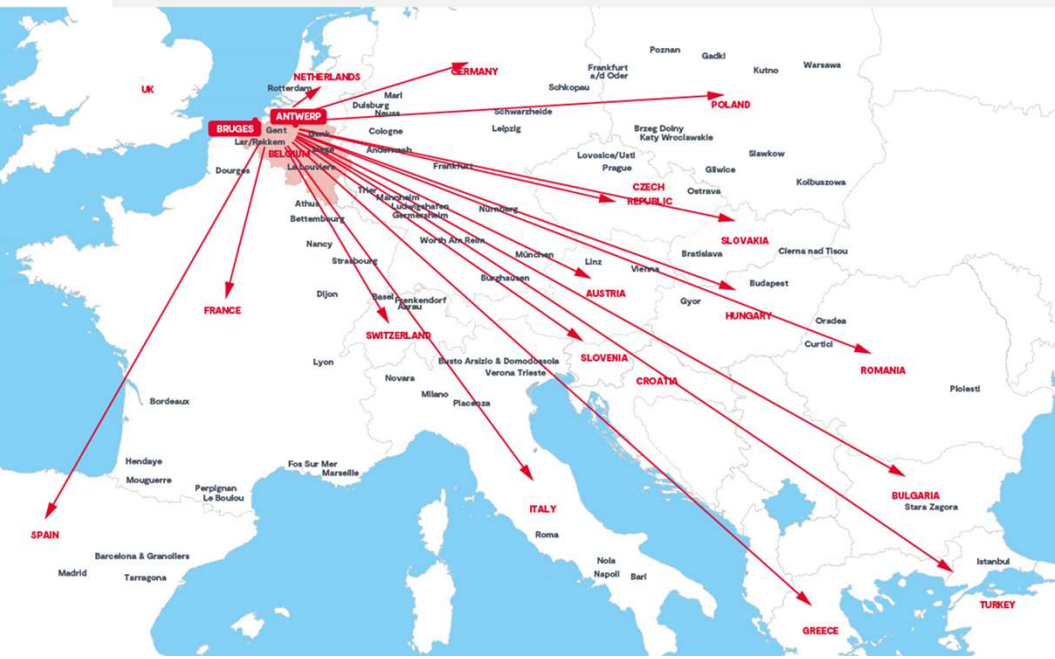 Poznan
Gadki
Kutno
Warsawa
UK
NETHERLANDS
GERMANY
Frankfurt
a/d Oder
Rotterdam
Marl
Schkopau
Duisburg
Neuss
POLAND
BRUGES
ANTWERP
Schwarzheide
Gent
Genk
Cologne
Leipzig
Brzeg Dolny
Katy Wroclawskie
Lar/Rekkem
BELGIUM
Liege
Andernach
Lovosice/Usti
Prague
Slawkow
Dourges
La Louviere
Frankfurt
Gliwice
Kolbuszowa
Trier
Mannheim
CZECH
REPUBLIC
Ostrava
Athus
Ludwigshafen
Germersheim
Nurnberg
Bettembourg
Nancy
Worth Am Rein
SLOVAKIA
Strasbourg
München
Linz
Vienna
Bratislava
Cierna nad Tisou
Burghausen
Budapest
Dijon
Basel
Frenkendorf
Aarau
AUSTRIA
Gyor
FRANCE
HUNGARY
Oradea
SWITZERLAND
Curtici
Lyon
Busto Arsizio & Domodossola
SLOVENIA
Verona Trieste
ROMANIA
Novara
CROATIA
Milano
Piacenza
Ploiesti
Bordeaux
Hendaye
Mouguerre
Fos Sur Mer
Marseille
Perpignan
Le Boulou
BULGARIA
Stara Zagora
ITALY
SPAIN
Roma
Barcelona & Granollers
Nola
Istanbul
Madrid
Tarragona
Napoli
Bari
TURKEY
GREECE